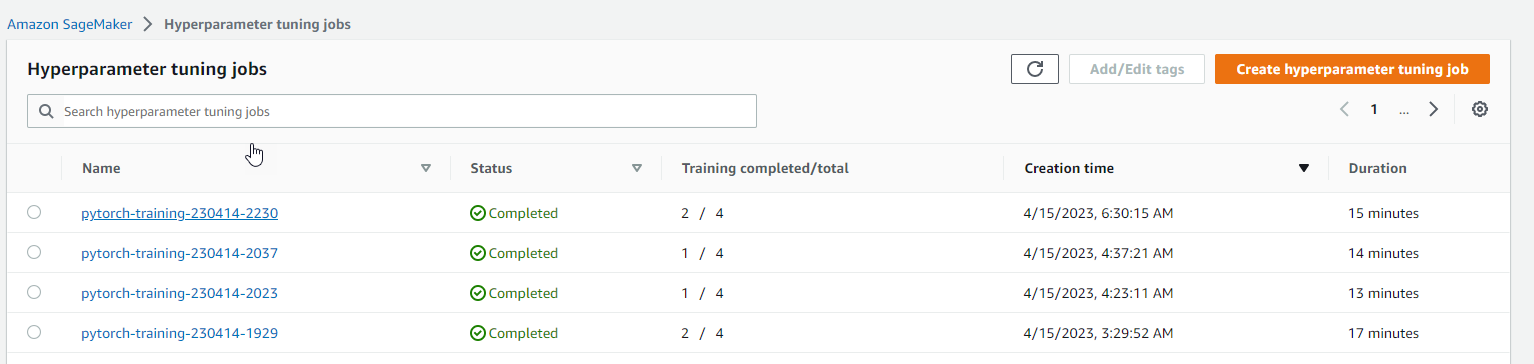 Amazon SageMaker > Hyperparameter tuning jobs
Hyperparameter tuning jobs Add/Edit tags Create hyperparameter tuning job
Search hyperparameter tuning jobs 1 ...
Name Status Training completed/total Creation time Duration
pytorch-training-230414-2230 Completed 2 / 4 4/15/2023, 6:30:15 AM 15 minutes
pytorch-training-230414-2037 Completed 1 / 4 4/15/2023, 4:37:21 AM 14 minutes
pytorch-training-230414-2023 Completed 1 / 4 4/15/2023, 4:23:11 AM 13 minutes
pytorch-training-230414-1929 Completed 2 / 4 4/15/2023, 3:29:52 AM 17 minutes